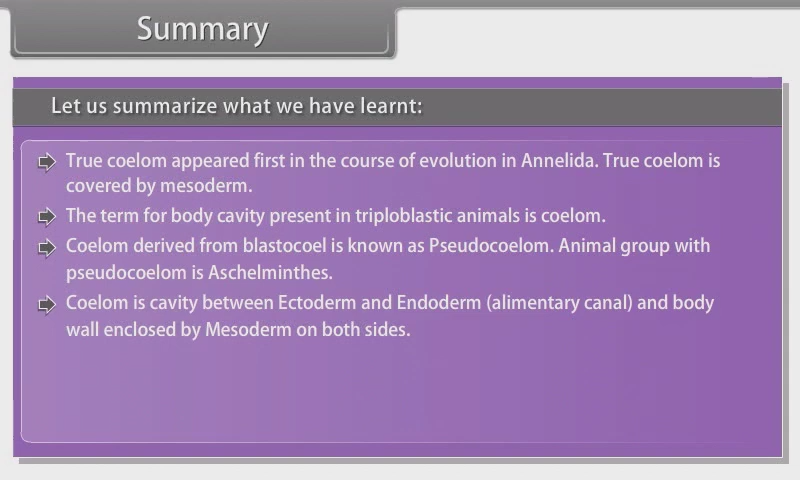 Summary
Let us summarize what we have learnt:
True coelom appeared first in the course of evolution in Annelida. True coelom is
covered by mesoderm.
The term for body cavity present in triploblastic animals is coelom.
Coelom derived from blastocoel is known as Pseudocoelom. Animal group with
pseudocoelom is Aschelminthes.
Coelom is cavity between Ectoderm and Endoderm (alimentary canal) and body
wall enclosed by Mesoderm on both sides.